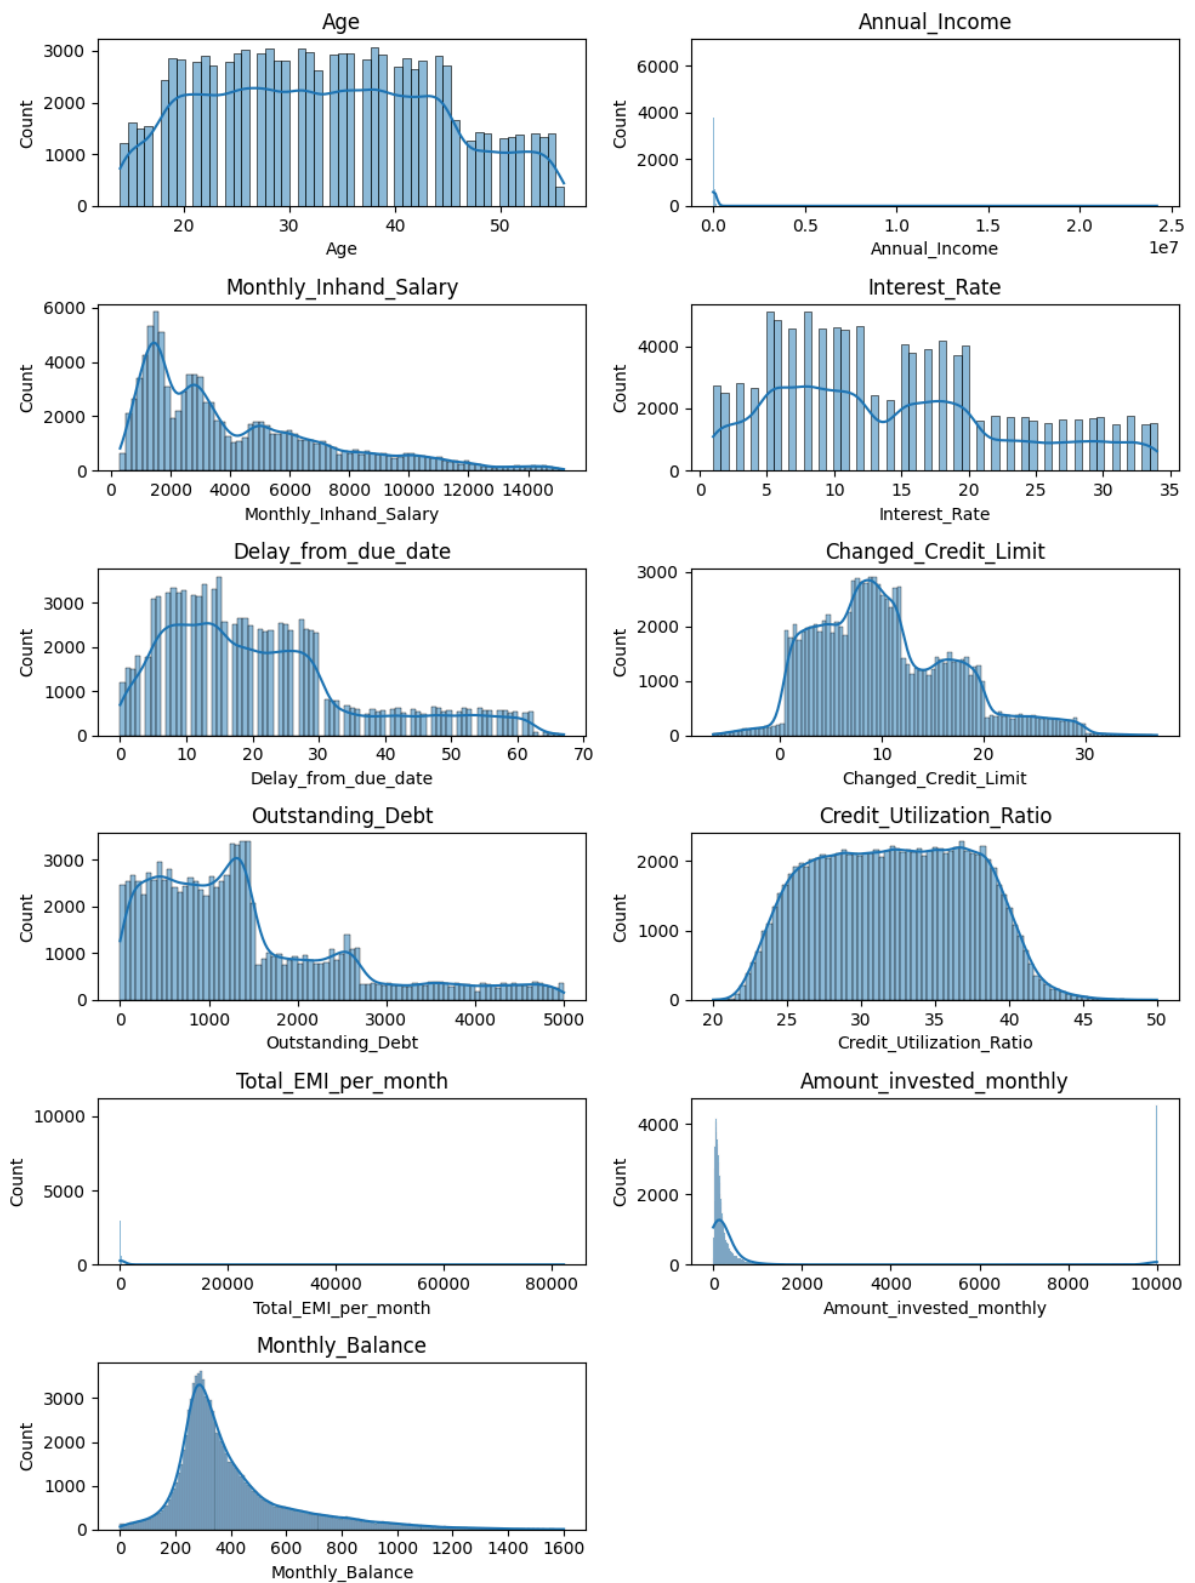 Age
3000
2000
1000
0
Count
20 30 40 50
Age
Annual_Income
6000
4000
2000
0
Count
0.0 0.5 1.0 1.5 2.0 2.5
1e7
Annual_Income
Monthly_Inhand_Salary
6000
4000
2000
0
Count
0 2000 4000 6000 8000 10000 12000 14000
Monthly_Inhand_Salary
Interest_Rate
4000
2000
0
Count
0 5 10 15 20 25 30 35
Interest_Rate
Delay_from_due_date
3000
2000
1000
0
Count
0 10 20 30 40 50 60 70
Delay_from_due_date
Changed_Credit_Limit
3000
2000
1000
0
Count
0 10 20 30
Changed_Credit_Limit
Outstanding_Debt
3000
2000
1000
0
Count
0 1000 2000 3000 4000 5000
Outstanding_Debt
Credit_Utilization_Ratio
2000
1000
0
Count
20 25 30 35 40 45 50
Credit_Utilization_Ratio
Total_EMI_per_month
10000
5000
0
Count
0 20000 40000 60000 80000
Total_EMI_per_month
Amount_invested_monthly
4000
2000
0
Count
0 2000 4000 6000 8000 10000
Amount_invested_monthly
Monthly_Balance
3000
2000
1000
0
Count
0 200 400 600 800 1000 1200 1400 1600
Monthly_Balance